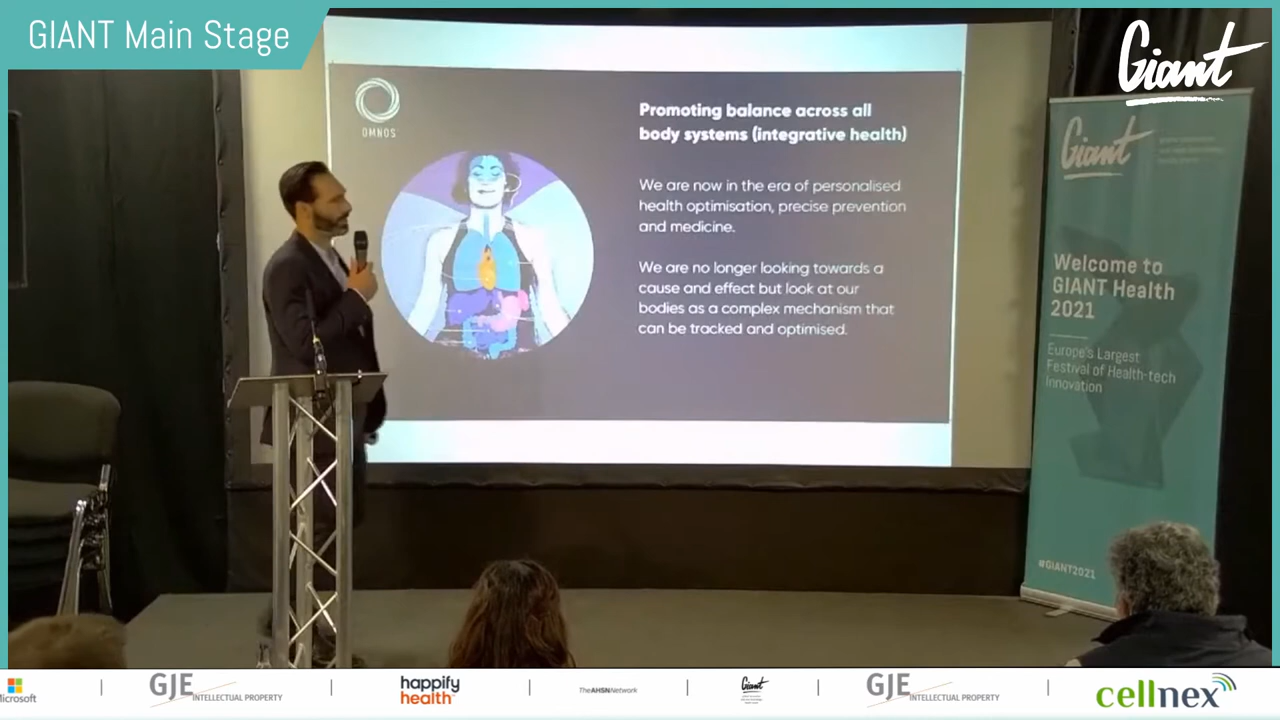 GIANT Main Stage
Giant
OMNOS
Promoting balance across all
body systems (integrative health)
We are now in the era of personalised
health optimisation, precise prevention
and medicine.
We are no longer looking towards a
cause and effect but look at our
bodies as a complex mechanism that
can be tracked and optimised.
Giant
Welcome to
GIANT Health
2021
Europe's Largest
Festival of Health-tech
Innovation
#GIANT2021
Microsoft
GJE
INTELLECTUAL PROPERTY
happify
health
TheAHSNNetwork
Giant
GJE
INTELLECTUAL PROPERTY
cellnex